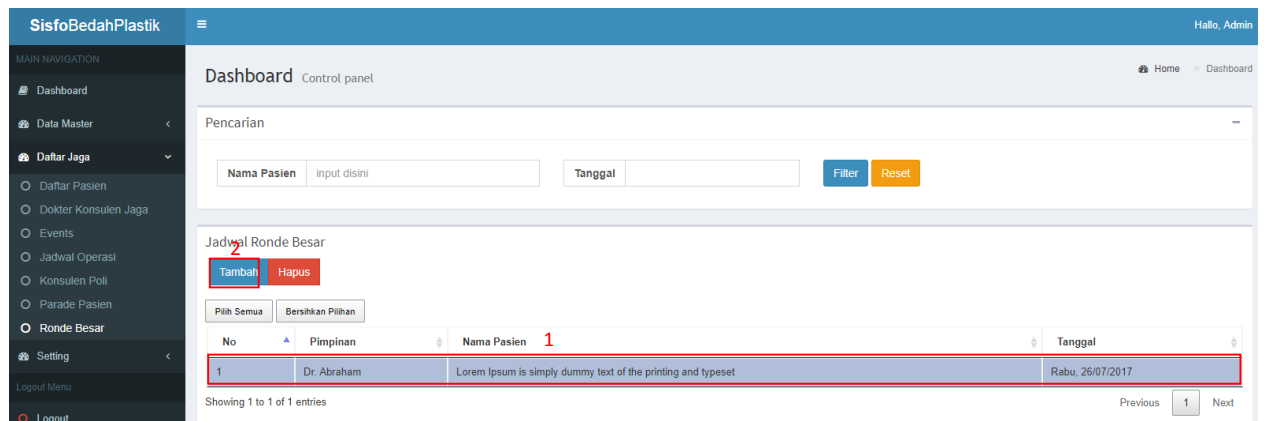 SisfoBedahPlastik
Hallo, Admin
MAIN NAVIGATION
Dashboard
Data Master
Daftar Jaga
Daftar Pasien
Dokter Konsulen Jaga
Events
Jadwal Operasi
Konsulen Poli
Parade Pasien
Ronde Besar
Setting
Logout Menu
Logout
Dashboard Control panel
Home > Dashboard
Pencarian
Nama Pasien input disini Tanggal Filter Reset
Jadwal Ronde Besar
2
Tambah Hapus
Pilih Semua Bersihkan Pilihan
No Pimpinan Nama Pasien 1 Tanggal
1 Dr. Abraham Lorem Ipsum is simply dummy text of the printing and typeset Rabu, 26/07/2017
Showing 1 to 1 of 1 entries Previous 1 Next